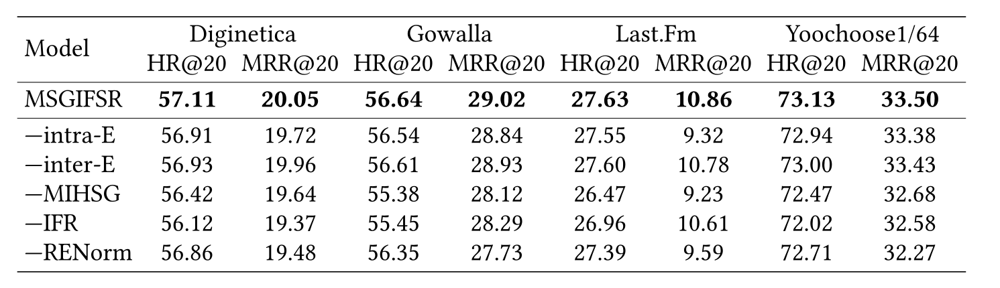 Model Diginetica Gowalla Last.Fm Yoochoose1/64
HR@20 MRR@20 HR@20 MRR@20 HR@20 MRR@20 HR@20 MRR@20
MSGIFSR 57.11 20.05 56.64 29.02 27.63 10.86 73.13 33.50
—intra-E 56.91 19.72 56.54 28.84 27.55 9.32 72.94 33.38
—inter-E 56.93 19.96 56.61 28.93 27.60 10.78 73.00 33.43
—MIHSG 56.42 19.64 55.38 28.12 26.47 9.23 72.47 32.68
—IFR 56.12 19.37 55.45 28.29 26.96 10.61 72.02 32.58
—RENorm 56.86 19.48 56.35 27.73 27.39 9.59 72.71 32.27